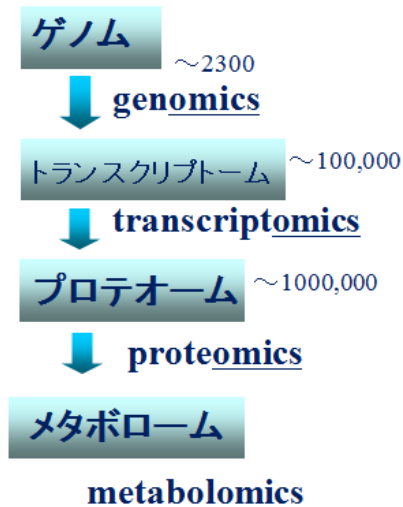 ゲノム
～2300
genomics
トランスクリプトーム
～100,000
transcriptomics
プロテオーム
～1000,000
proteomics
メタボローム
metabolomics